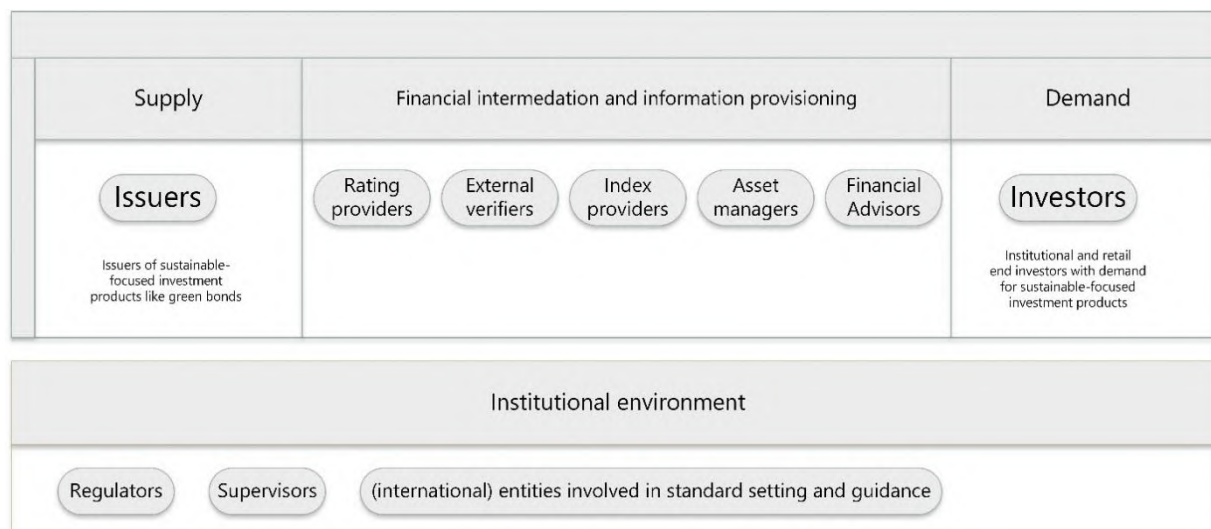 Supply
Financial intermedation and information provisioning
Demand
Issuers
Rating
providers
External
verifiers
Index
providers
Asset
managers
Financial
Advisors
Investors
Issuers of sustainable-
focused investment
products like green bonds
Institutional and retail
end investors with demand
for sustainable-focused
investment products
Institutional environment
Regulators
Supervisors
(international) entities involved in standard setting and guidance